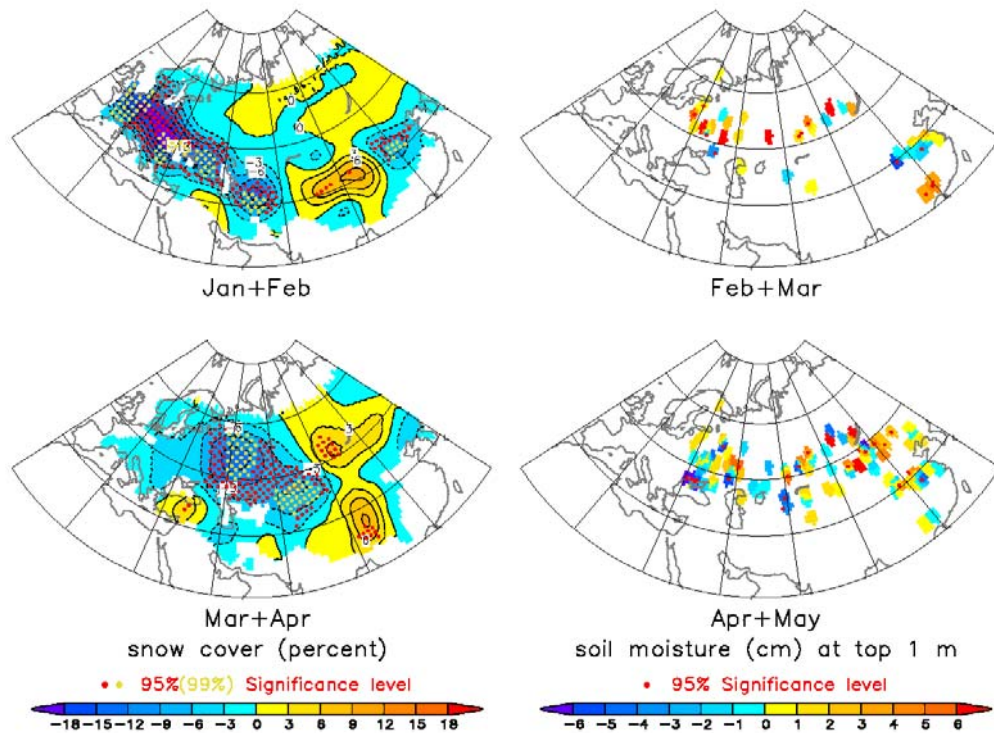 Jan+Feb
Feb+Mar
Mar+Apr
Apr+May
snow cover (percent)
soil moisture (cm) at top 1 m
95%(99%) Significance level
95% Significance level
-18 -15 -12 -9 -6 -3 0 3 6 9 12 15 18
-6 -5 -4 -3 -2 -1 0 1 2 3 4 5 6